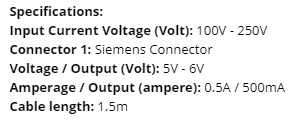 Specifications:
Input Current Voltage (Volt): 100V - 250V
Connector 1: Siemens Connector
Voltage / Output (Volt): 5V - 6V
Amperage / Output (ampere): 0.5A / 500mA
Cable length: 1.5m